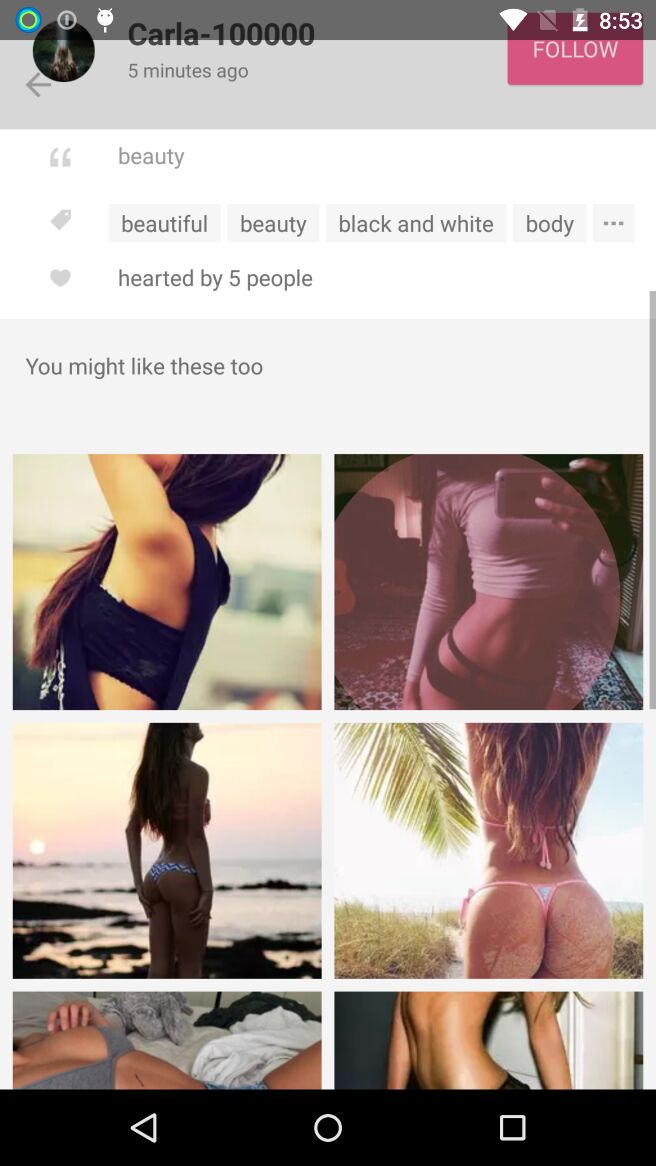 8:53
Carla-100000
5 minutes ago
FOLLOW
beauty
beautiful beauty black and white body ...
hearted by 5 people
You might like these too